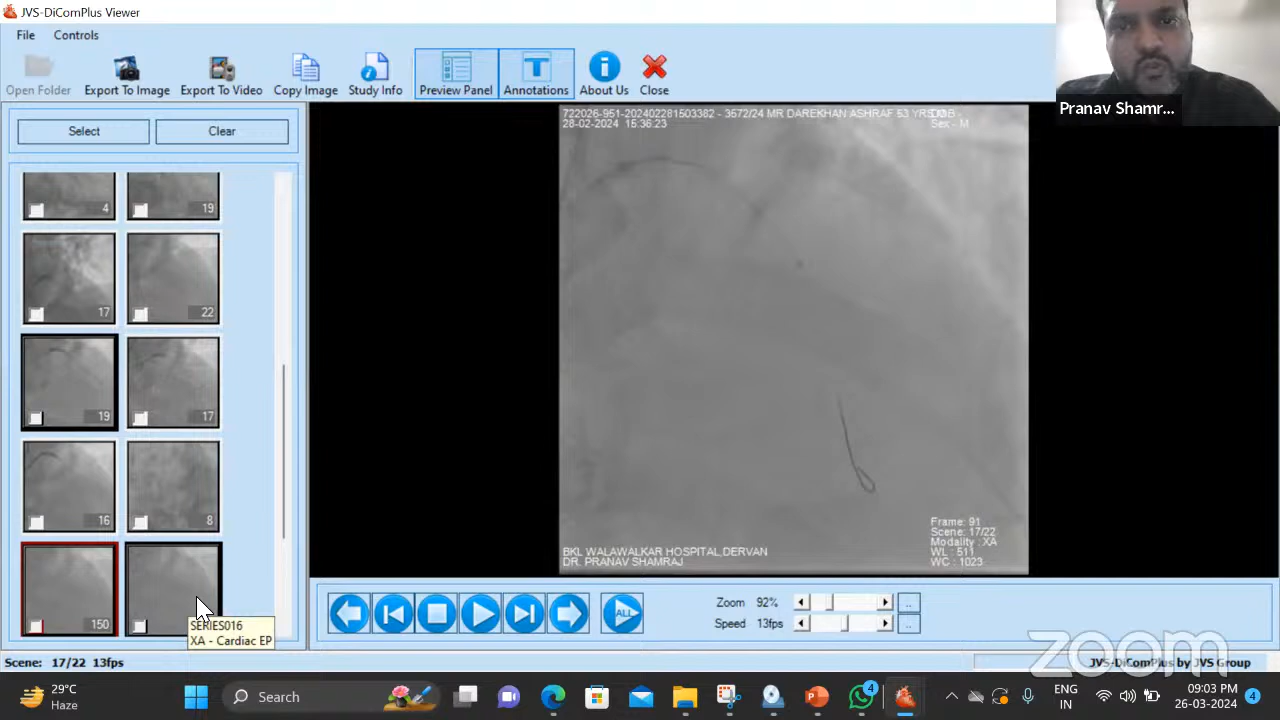 JVS-DiComPlus Viewer
File Controls
Open Folder Export To Image Export To Video Copy Image Study Info Preview Panel Annotations About Us Close
Pranav Shamr...
Select Clear
722026-951-202402281503382 - 3572/24 MR DAREKHAN ASHRAF 53 YRS
28-02-2024 15:36:23
Sex - M
4 19
17 22
19 17
16 8
150
SERIES016
XA - Cardiac EP
BKL WALAWALKAR HOSPITAL,DERVAN
DR. PRANAV SHAMRAJ
Frame: 91
Scene: 17/22
Modality : XA
WL : 511
WC : 1023
ALL
Zoom 92% ..
Speed 13fps ..
Scene: 17/22 13fps
JVS-DiComPlus by JVS Group
zoom
29°C
Haze
Search
4
ENG
IN
09:03 PM
26-03-2024
4